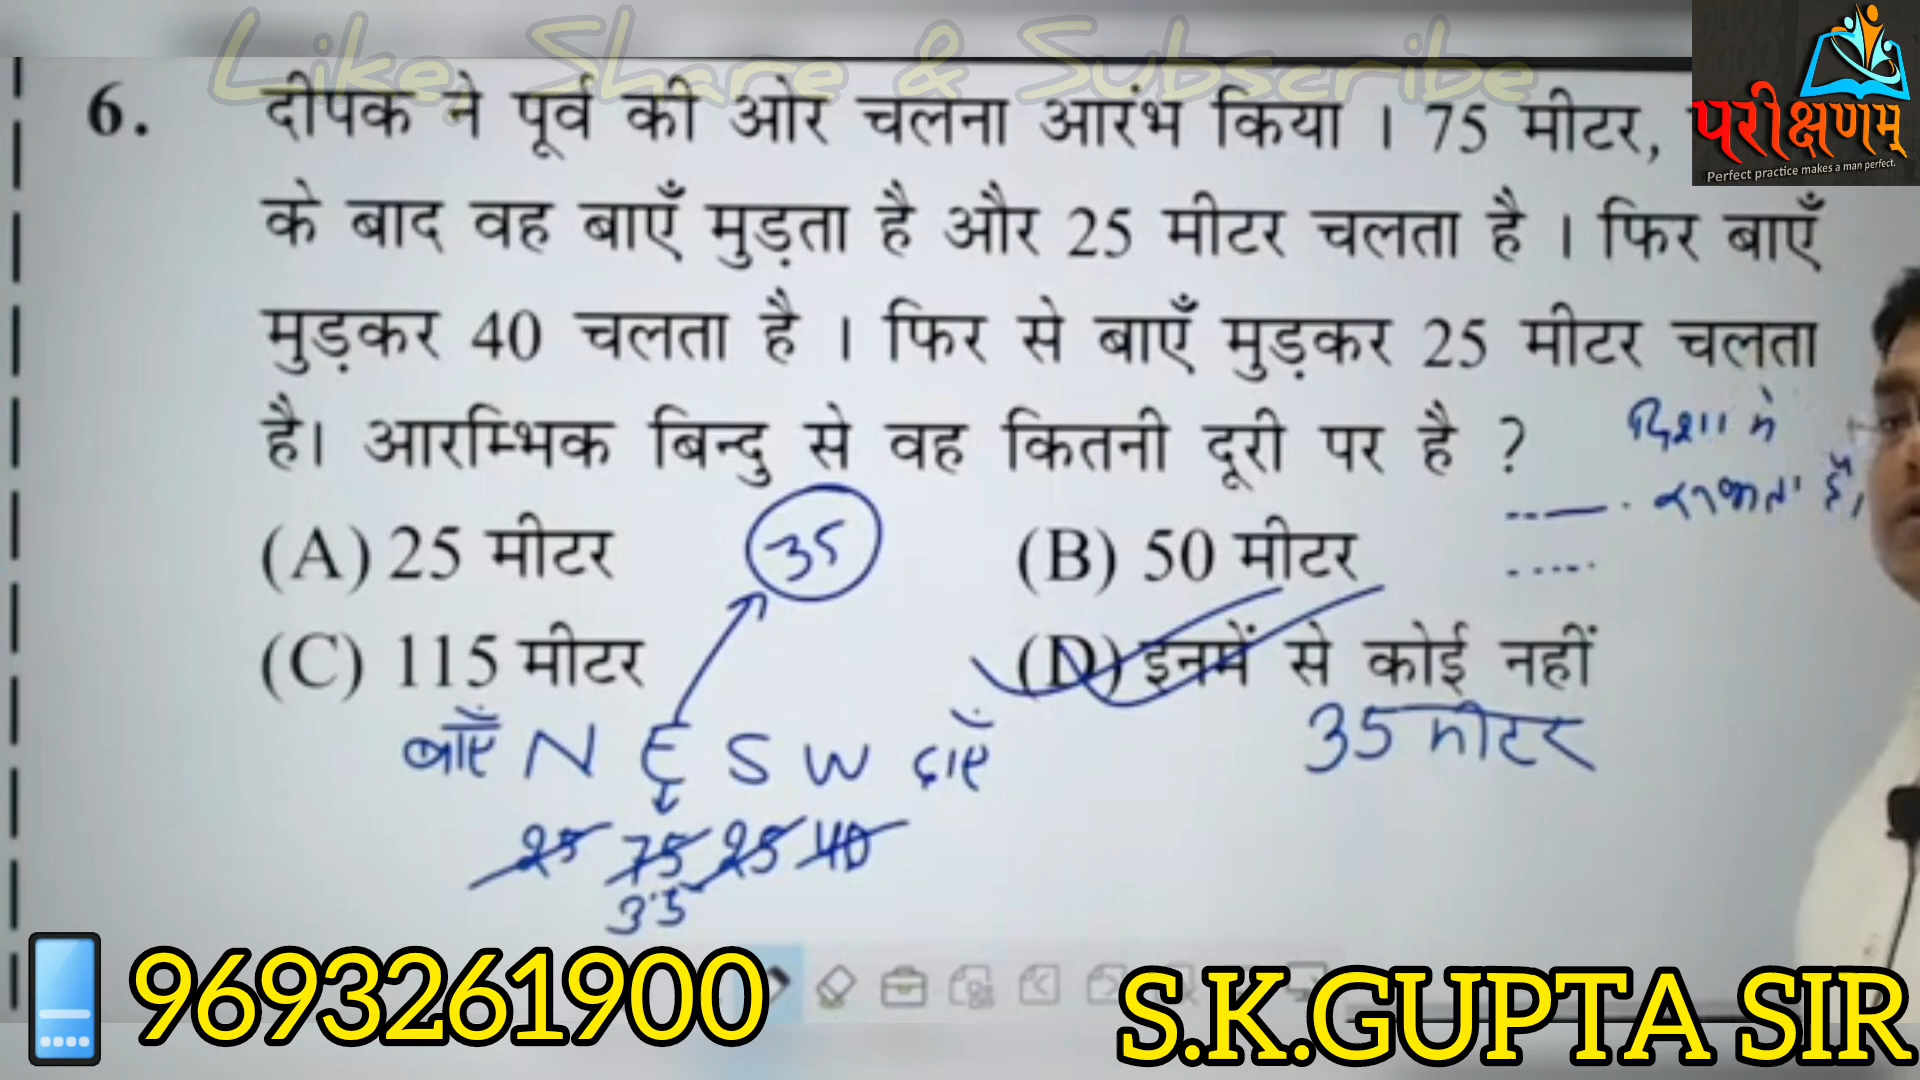 Like, Share & Subscribe
परीक्षणम्
Perfect practice makes a man perfect.
6. दीपक ने पूर्व की ओर चलना आरंभ किया । 75 मीटर,
के बाद वह बाएँ मुड़ता है और 25 मीटर चलता है । फिर बाएँ
मुड़कर 40 चलता है । फिर से बाएँ मुड़कर 25 मीटर चलता
है। आरम्भिक बिन्दु से वह कितनी दूरी पर है ?
दिशा में
(A) 25 मीटर 35 (B) 50 मीटर
(C) 115 मीटर (D) इनमें से कोई नहीं
बाएँ N E S W दाएँ
35 मीटर
25 75 25 40
35
9693261900
S.K.GUPTA SIR